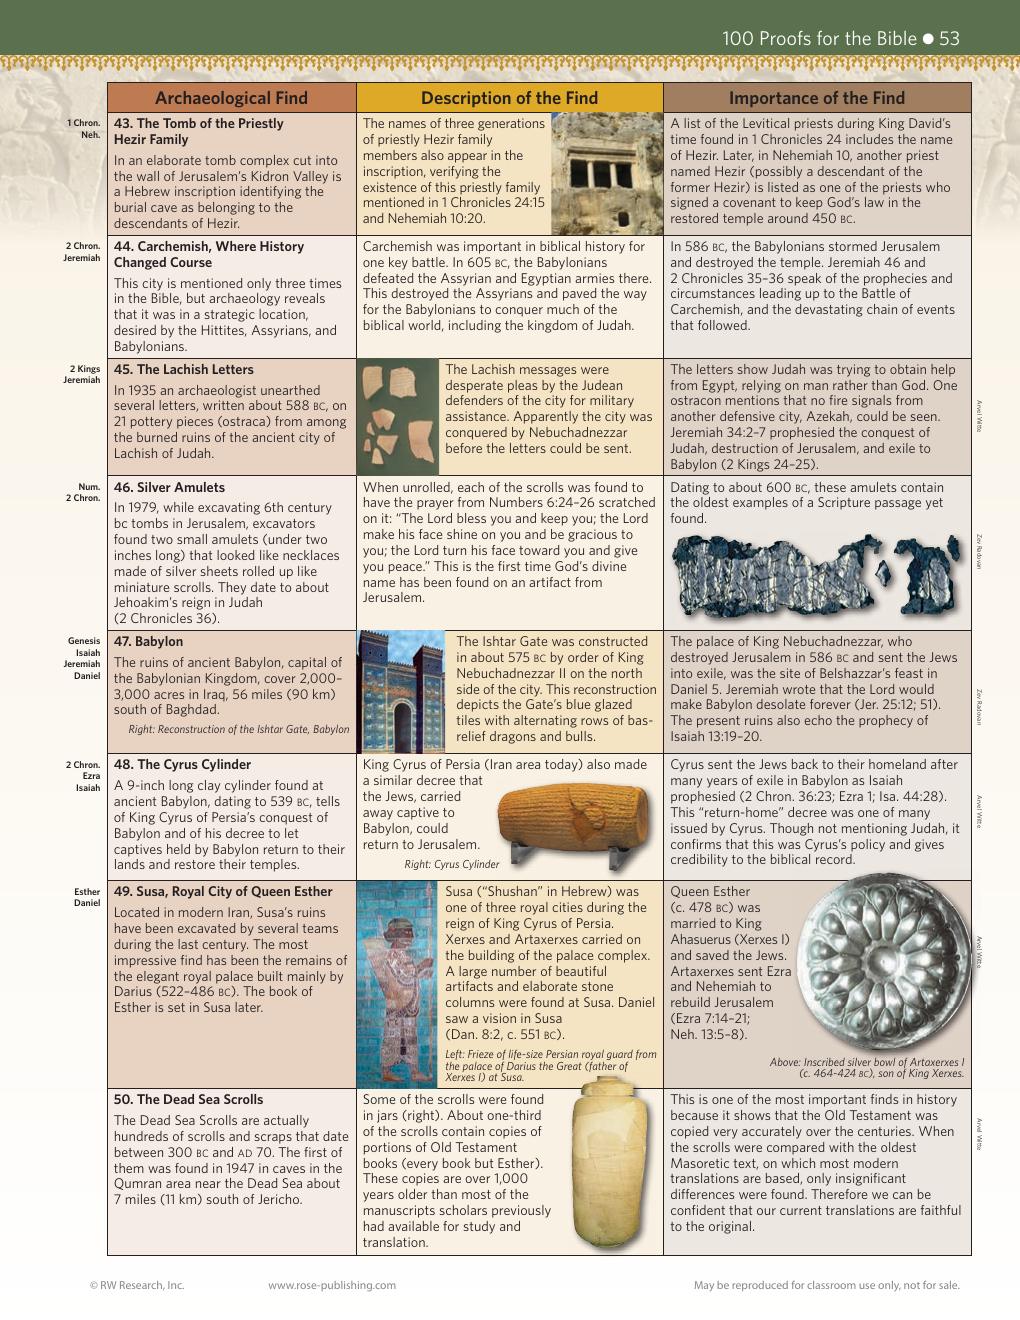 100 Proofs for the Bible ● 53
Archaeological Find
Description of the Find
Importance of the Find
1 Chron.
Neh.
43. The Tomb of the Priestly
Hezir Family
In an elaborate tomb complex cut into
the wall of Jerusalem's Kidron Valley is
a Hebrew inscription identifying the
burial cave as belonging to the
descendants of Hezir.
The names of three generations
of priestly Hezir family
members also appear in the
inscription, verifying the
existence of this priestly family
mentioned in 1 Chronicles 24:15
and Nehemiah 10:20.
A list of the Levitical priests during King David's
time found in 1 Chronicles 24 includes the name
of Hezir. Later, in Nehemiah 10, another priest
named Hezir (possibly a descendant of the
former Hezir) is listed as one of the priests who
signed a covenant to keep God's law in the
restored temple around 450 BC.
2 Chron.
Jeremiah
44. Carchemish, Where History
Changed Course
This city is mentioned only three times
in the Bible, but archaeology reveals
that it was in a strategic location,
desired by the Hittites, Assyrians, and
Babylonians.
Carchemish was important in biblical history for
one key battle. In 605 BC, the Babylonians
defeated the Assyrian and Egyptian armies there.
This destroyed the Assyrians and paved the way
for the Babylonians to conquer much of the
biblical world, including the kingdom of Judah.
In 586 BC, the Babylonians stormed Jerusalem
and destroyed the temple. Jeremiah 46 and
2 Chronicles 35–36 speak of the prophecies and
circumstances leading up to the Battle of
Carchemish, and the devastating chain of events
that followed.
2 Kings
Jeremiah
45. The Lachish Letters
In 1935 an archaeologist unearthed
several letters, written about 588 BC, on
21 pottery pieces (ostraca) from among
the burned ruins of the ancient city of
Lachish of Judah.
The Lachish messages were
desperate pleas by the Judean
defenders of the city for military
assistance. Apparently the city was
conquered by Nebuchadnezzar
before the letters could be sent.
The letters show Judah was trying to obtain help
from Egypt, relying on man rather than God. One
ostracon mentions that no fire signals from
another defensive city, Azekah, could be seen.
Jeremiah 34:2–7 prophesied the conquest of
Judah, destruction of Jerusalem, and exile to
Babylon (2 Kings 24–25).
Num.
2 Chron.
46. Silver Amulets
In 1979, while excavating 6th century
bc tombs in Jerusalem, excavators
found two small amulets (under two
inches long) that looked like necklaces
made of silver sheets rolled up like
miniature scrolls. They date to about
Jehoakim's reign in Judah
(2 Chronicles 36).
When unrolled, each of the scrolls was found to
have the prayer from Numbers 6:24–26 scratched
on it: "The Lord bless you and keep you; the Lord
make his face shine on you and be gracious to
you; the Lord turn his face toward you and give
you peace." This is the first time God's divine
name has been found on an artifact from
Jerusalem.
Dating to about 600 BC, these amulets contain
the oldest examples of a Scripture passage yet
found.
Zev Radovan
Genesis
Isaiah
Jeremiah
Daniel
47. Babylon
The ruins of ancient Babylon, capital of
the Babylonian Kingdom, cover 2,000–
3,000 acres in Iraq, 56 miles (90 km)
south of Baghdad.
Right: Reconstruction of the Ishtar Gate, Babylon
The Ishtar Gate was constructed
in about 575 BC by order of King
Nebuchadnezzar II on the north
side of the city. This reconstruction
depicts the Gate's blue glazed
tiles with alternating rows of bas-
relief dragons and bulls.
The palace of King Nebuchadnezzar, who
destroyed Jerusalem in 586 BC and sent the Jews
into exile, was the site of Belshazzar's feast in
Daniel 5. Jeremiah wrote that the Lord would
make Babylon desolate forever (Jer. 25:12; 51).
The present ruins also echo the prophecy of
Isaiah 13:19–20.
Zev Radovan
2 Chron.
Ezra
Isaiah
48. The Cyrus Cylinder
A 9-inch long clay cylinder found at
ancient Babylon, dating to 539 BC, tells
of King Cyrus of Persia's conquest of
Babylon and of his decree to let
captives held by Babylon return to their
lands and restore their temples.
King Cyrus of Persia (Iran area today) also made
a similar decree that
the Jews, carried
away captive to
Babylon, could
return to Jerusalem.
Right: Cyrus Cylinder
Cyrus sent the Jews back to their homeland after
many years of exile in Babylon as Isaiah
prophesied (2 Chron. 36:23; Ezra 1; Isa. 44:28).
This "return-home" decree was one of many
issued by Cyrus. Though not mentioning Judah, it
confirms that this was Cyrus's policy and gives
credibility to the biblical record.
Esther
Daniel
49. Susa, Royal City of Queen Esther
Located in modern Iran, Susa's ruins
have been excavated by several teams
during the last century. The most
impressive find has been the remains of
the elegant royal palace built mainly by
Darius (522–486 BC). The book of
Esther is set in Susa later.
Susa ("Shushan" in Hebrew) was
one of three royal cities during the
reign of King Cyrus of Persia.
Xerxes and Artaxerxes carried on
the building of the palace complex.
A large number of beautiful
artifacts and elaborate stone
columns were found at Susa. Daniel
saw a vision in Susa
(Dan. 8:2, c. 551 BC).
Left: Frieze of life-size Persian royal guard from
the palace of Darius the Great (father of
Xerxes I) at Susa.
Queen Esther
(c. 478 BC) was
married to King
Ahasuerus (Xerxes I)
and saved the Jews.
Artaxerxes sent Ezra
and Nehemiah to
rebuild Jerusalem
(Ezra 7:14–21;
Neh. 13:5–8).
Above: Inscribed silver bowl of Artaxerxes I
(c. 464–424 BC), son of King Xerxes.
50. The Dead Sea Scrolls
The Dead Sea Scrolls are actually
hundreds of scrolls and scraps that date
between 300 BC and AD 70. The first of
them was found in 1947 in caves in the
Qumran area near the Dead Sea about
7 miles (11 km) south of Jericho.
Some of the scrolls were found
in jars (right). About one-third
of the scrolls contain copies of
portions of Old Testament
books (every book but Esther).
These copies are over 1,000
years older than most of the
manuscripts scholars previously
had available for study and
translation.
This is one of the most important finds in history
because it shows that the Old Testament was
copied very accurately over the centuries. When
the scrolls were compared with the oldest
Masoretic text, on which most modern
translations are based, only insignificant
differences were found. Therefore we can be
confident that our current translations are faithful
to the original.
© RW Research, Inc.
www.rose-publishing.com
May be reproduced for classroom use only, not for sale.